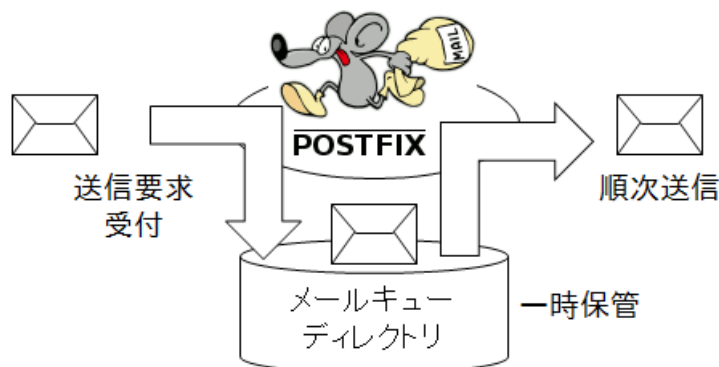 MAIL
POSTFIX
送信要求
受付
順次送信
メールキュー
ディレクトリ
一時保管